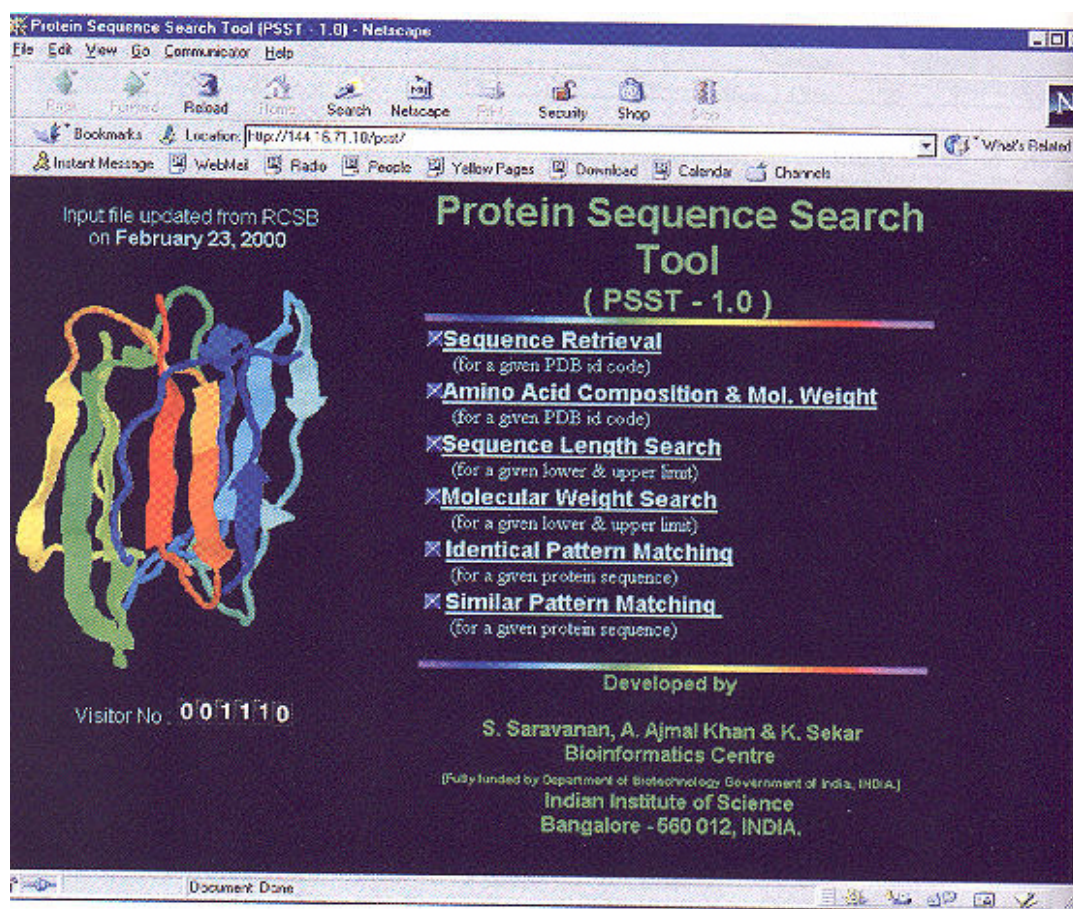 Protein Sequence Search Tool (PSST - 1.0) - Netscape
File Edit View Go Communicator Help
Back Forward Reload Home Search Netscape Print Security Shop Stop
Bookmarks Location: http://144.16.71.10/psst/ What's Related
Instant Message WebMail Radio People Yellow Pages Download Calendar Channels
Input file updated from RCSB
on February 23, 2000
Protein Sequence Search
Tool
( PSST - 1.0 )
Sequence Retrieval
(for a given PDB id code)
Amino Acid Composition & Mol. Weight
(for a given PDB id code)
Sequence Length Search
(for a given lower & upper limit)
Molecular Weight Search
(for a given lower & upper limit)
Identical Pattern Matching
(for a given protein sequence)
Similar Pattern Matching
(for a given protein sequence)
Visitor No : 001110
Developed by
S. Saravanan, A. Ajmal Khan & K. Sekar
Bioinformatics Centre
[Fully funded by Department of Biotechnology Government of India, INDIA.]
Indian Institute of Science
Bangalore - 560 012, INDIA.
Document: Done